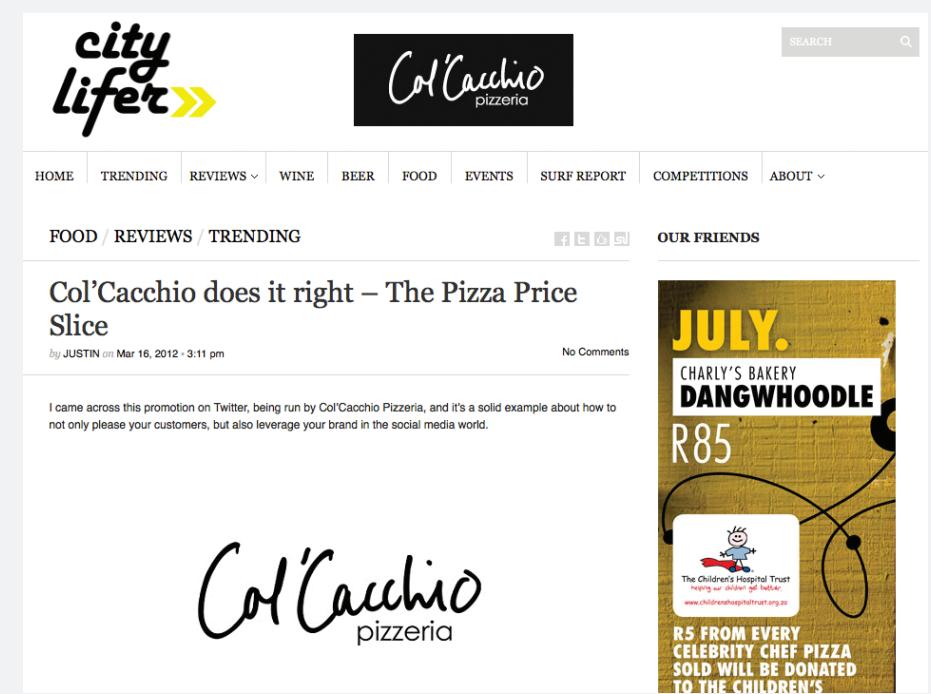 city
lifer
Col'Cacchio
pizzeria
SEARCH
HOME
TRENDING
REVIEWS
WINE
BEER
FOOD
EVENTS
SURF REPORT
COMPETITIONS
ABOUT
FOOD / REVIEWS / TRENDING
Col’Cacchio does it right – The Pizza Price
Slice
by JUSTIN on Mar 16, 2012 • 3:11 pm
No Comments
I came across this promotion on Twitter, being run by Col’Cacchio Pizzeria, and it’s a solid example about how to
not only please your customers, but also leverage your brand in the social media world.
Col'Cacchio
pizzeria
OUR FRIENDS
JULY.
CHARLY'S BAKERY
DANGWHOODLE
R85
The Children's Hospital Trust
helping our children get better.
www.childrenshospitaltrust.org.za
R5 FROM EVERY
CELEBRITY CHEF PIZZA
SOLD WILL BE DONATED
TO THE CHILDREN'S